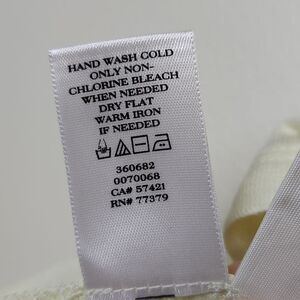 HAND WASH COLD
ONLY NON-
CHLORINE BLEACH
WHEN NEEDED
DRY FLAT
WARM IRON
IF NEEDED
360682
0070068
CA# 57421
RN# 77379